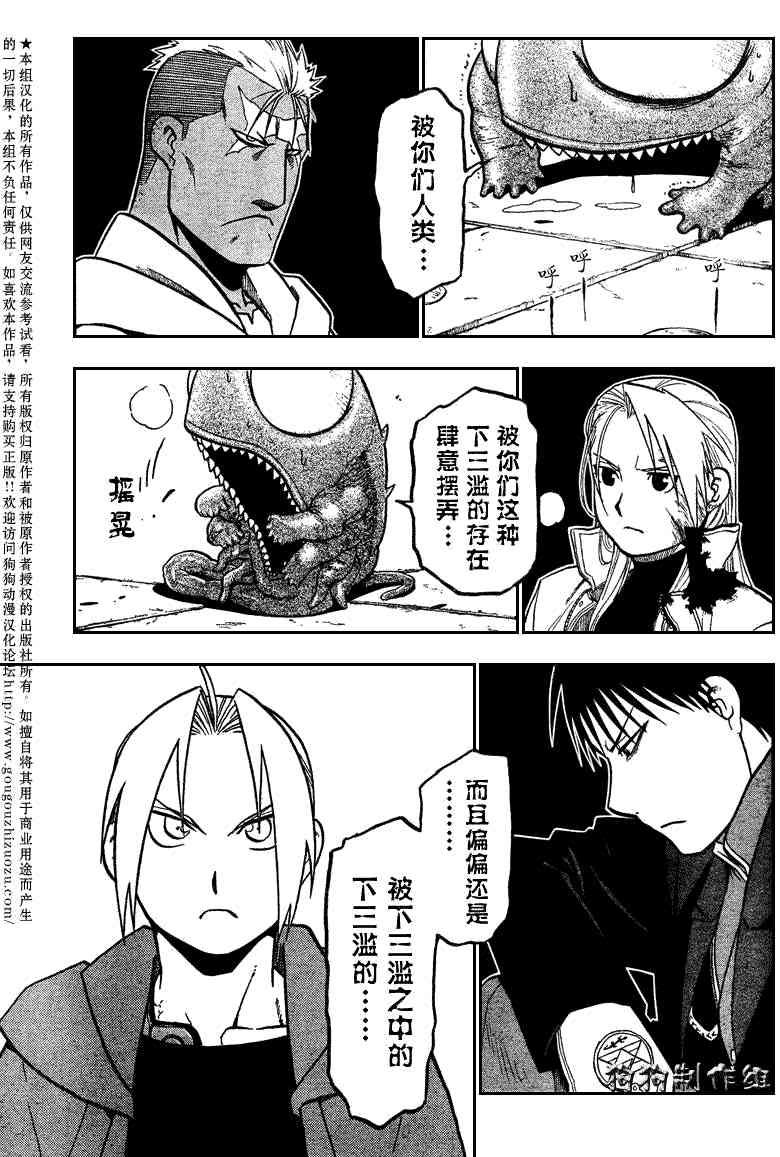 被你们人类…
呼
呼
呼
被你们这种
下三滥的存在
肆意摆弄…
摇晃
而且偏偏还是
…………
被下三滥之中的
下三滥的……
★本组汉化的所有作品，仅供网友交流参考试看，所有版权归原作者和被原作者授权的出版社所有。如擅自将其用于商业用途而产生
的一切后果，本组不负任何责任。如喜欢本作品，请支持购买正版!!欢迎访问狗狗动漫汉化论坛http://www.gougouzhizuozu.com/
狗狗制作组